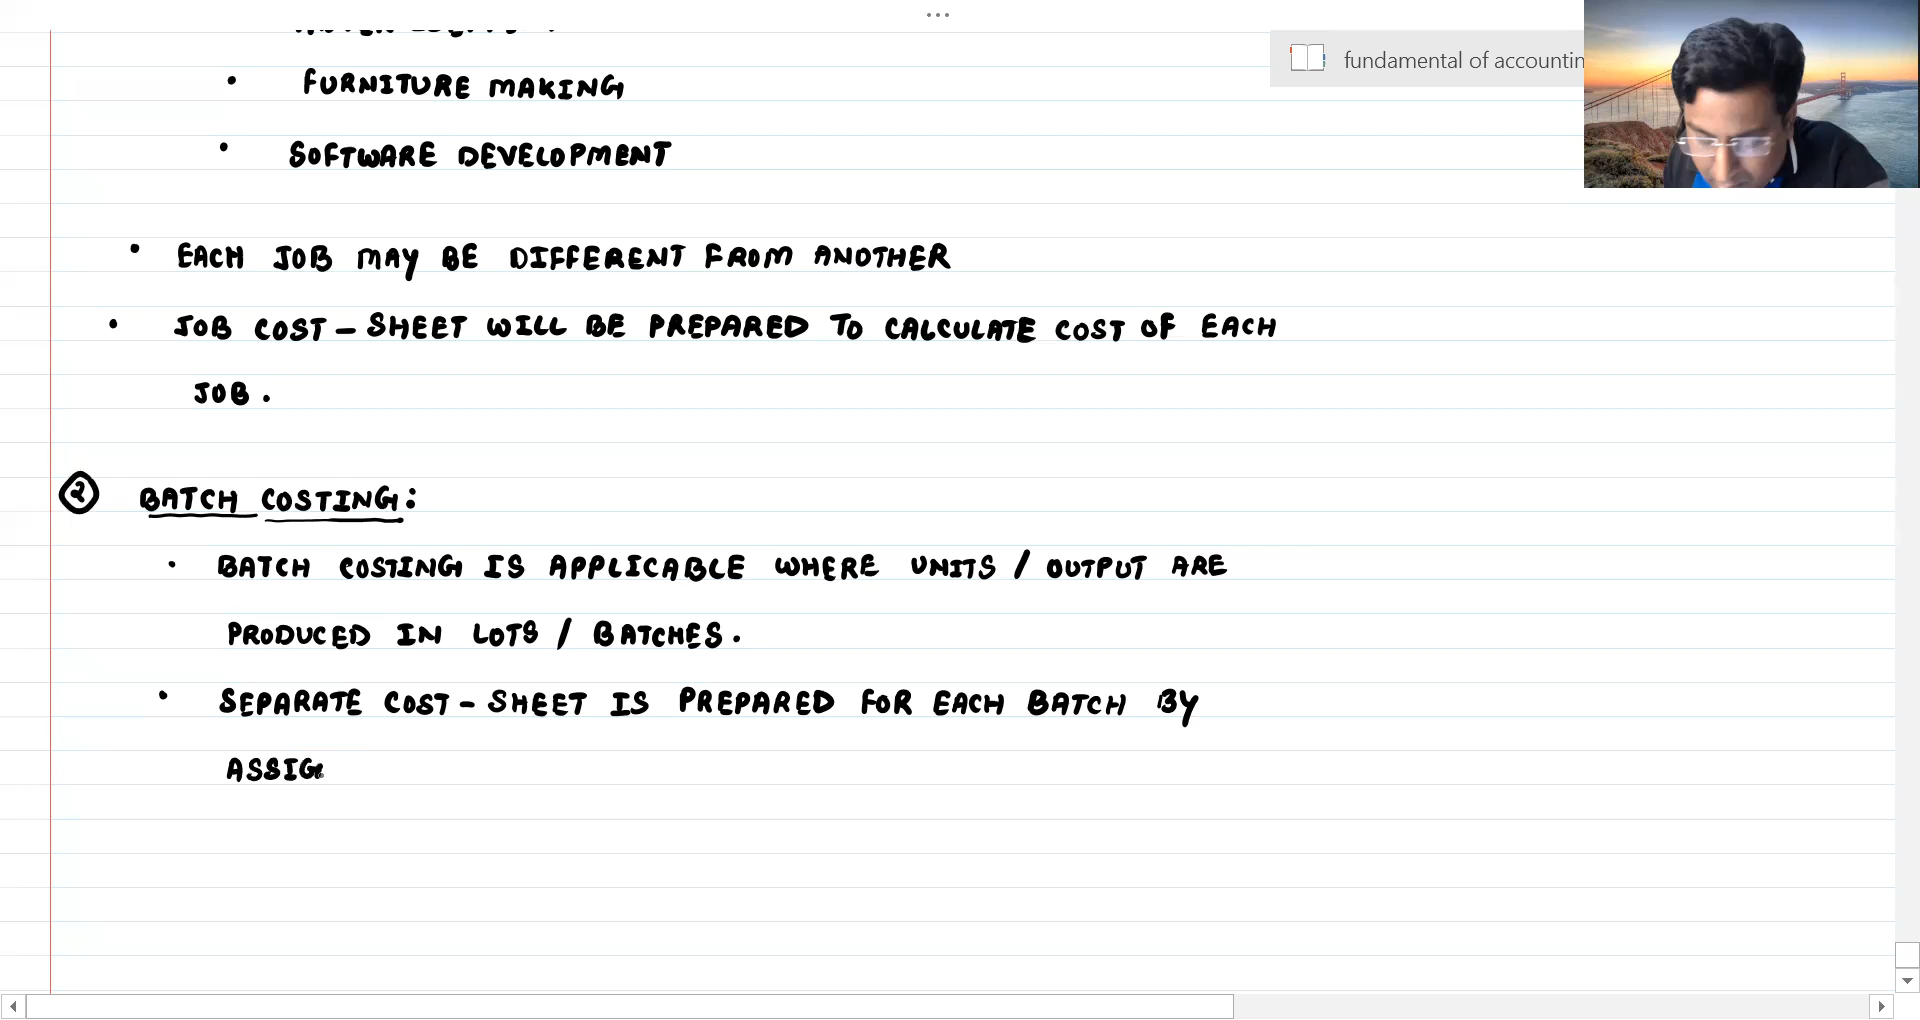 fundamental of accountin
• FURNITURE MAKING
• SOFTWARE DEVELOPMENT
• EACH JOB MAY BE DIFFERENT FROM ANOTHER
• JOB COST-SHEET WILL BE PREPARED TO CALCULATE COST OF EACH
JOB.
② BATCH COSTING:
• BATCH COSTING IS APPLICABLE WHERE UNITS / OUTPUT ARE
PRODUCED IN LOTS / BATCHES.
• SEPARATE COST-SHEET IS PREPARED FOR EACH BATCH BY
ASSIG